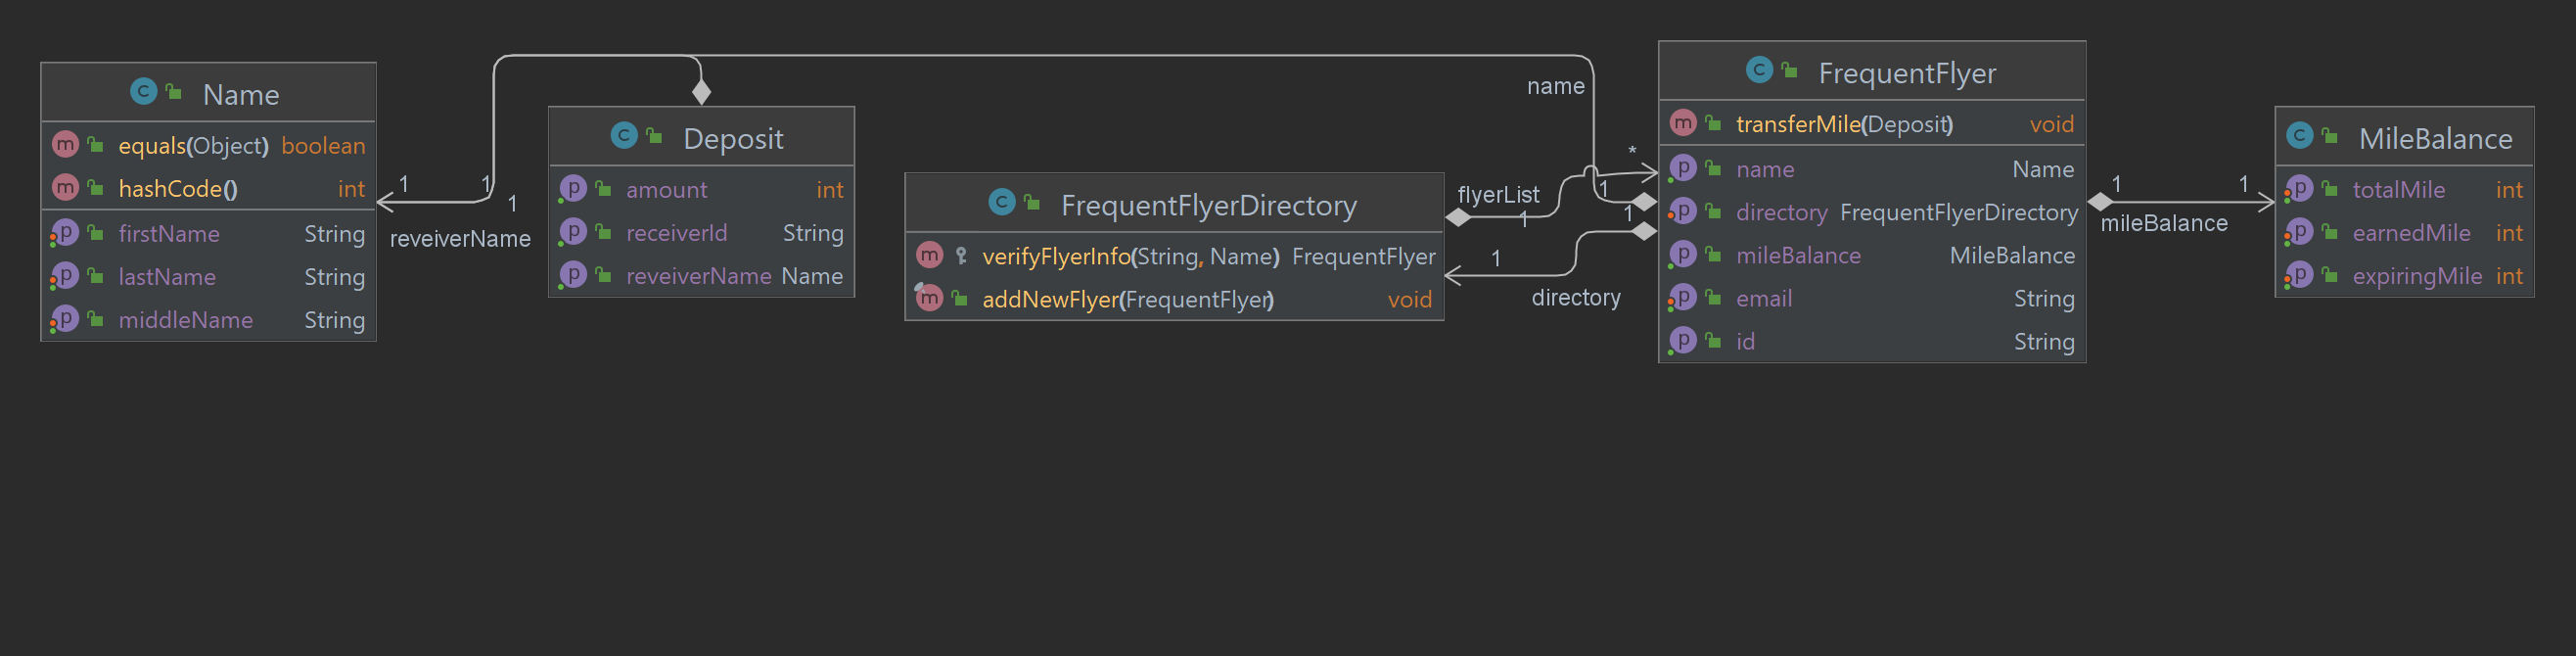 Name
equals(Object) boolean
hashCode() int
firstName String
lastName String
middleName String
1
1
1
reveiverName
Deposit
amount int
receiverId String
reveiverName Name
FrequentFlyerDirectory
verifyFlyerInfo(String, Name) FrequentFlyer
addNewFlyer(FrequentFlyer) void
name
*
flyerList
1
1
1
1
directory
FrequentFlyer
transferMile(Deposit) void
name Name
directory FrequentFlyerDirectory
mileBalance MileBalance
email String
id String
1
1
mileBalance
MileBalance
totalMile int
earnedMile int
expiringMile int